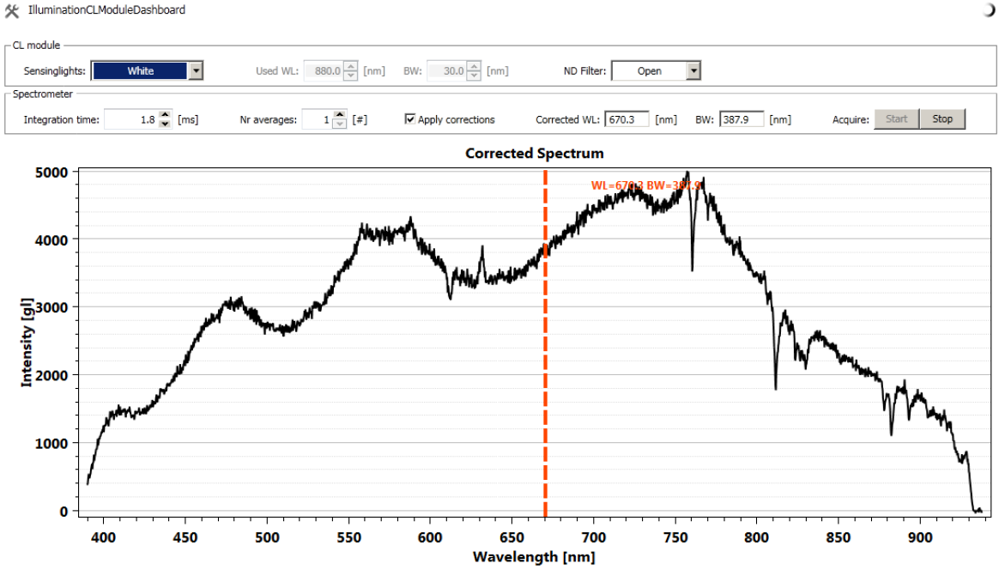 IlluminationCLModuleDashboard
CL module
Sensinglights: White Used WL: 880.0 [nm] BW: 30.0 [nm] ND Filter: Open
Spectrometer
Integration time: 1.8 [ms] Nr averages: 1 [#] Apply corrections Corrected WL: 670.3 [nm] BW: 387.9 [nm] Acquire: Start Stop
Corrected Spectrum
WL=670.3 BW=387.9
5000
4000
3000
2000
1000
0
Intensity [gl]
400 450 500 550 600 650 700 750 800 850 900
Wavelength [nm]